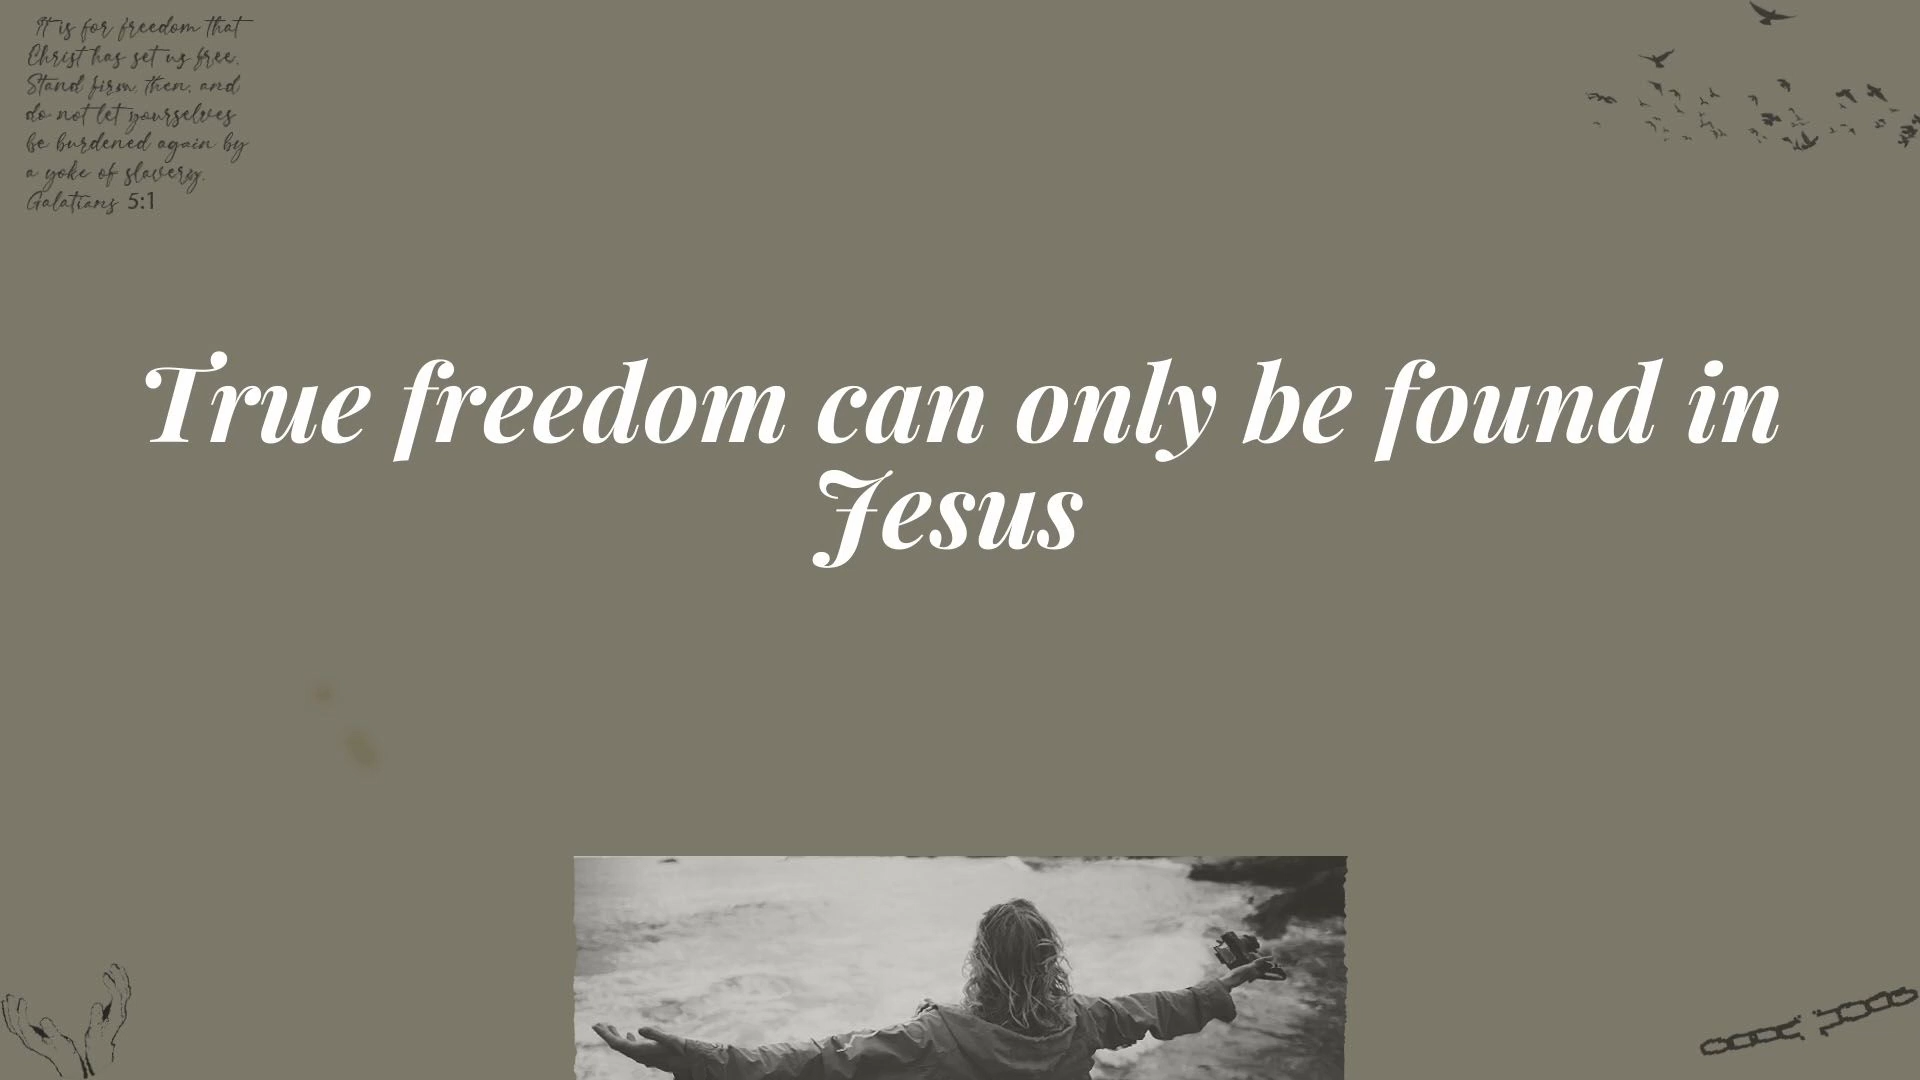 It is for freedom that
Christ has set us free.
Stand firm, then, and
do not let yourselves
be burdened again by
a yoke of slavery.
Galatians 5:1
True freedom can only be found in
Jesus